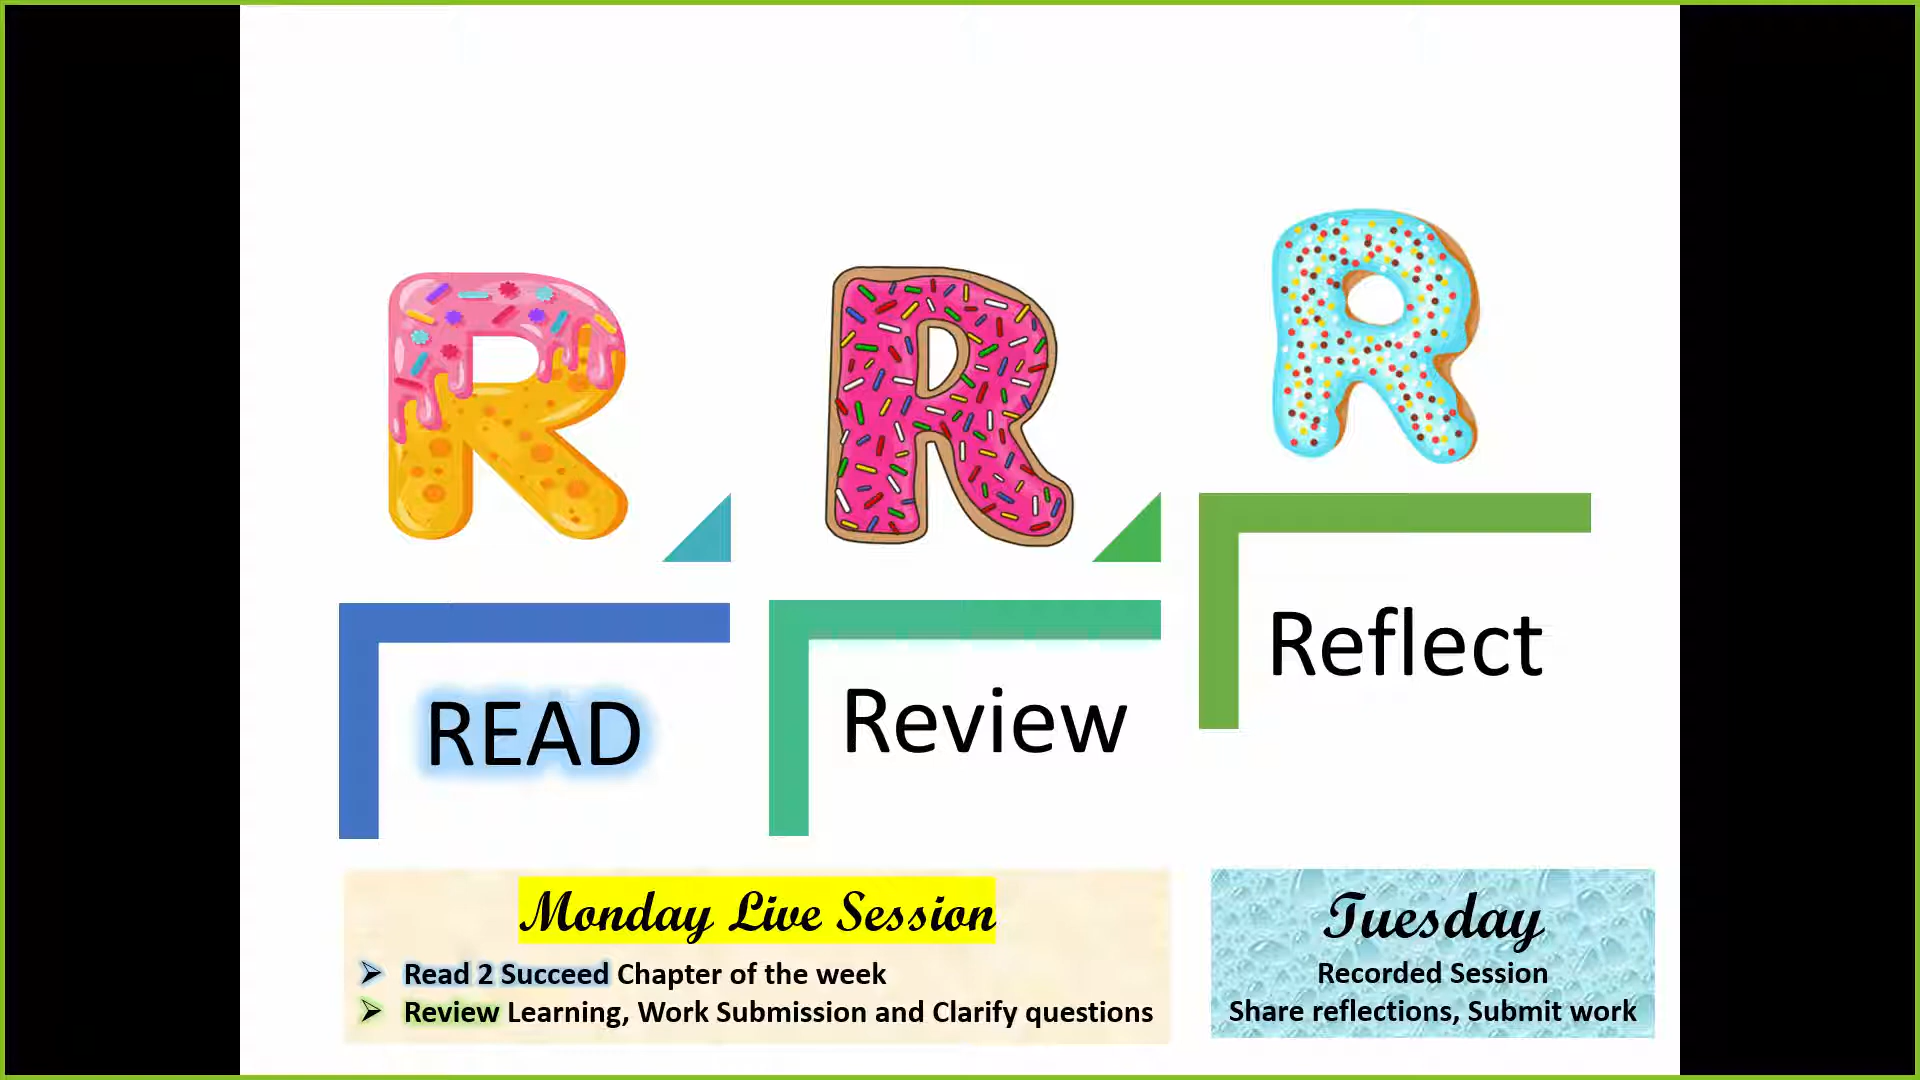 R
R
R
READ
Review
Reflect
Monday Live Session
➢ Read 2 Succeed Chapter of the week
➢ Review Learning, Work Submission and Clarify questions
Tuesday
Recorded Session
Share reflections, Submit work